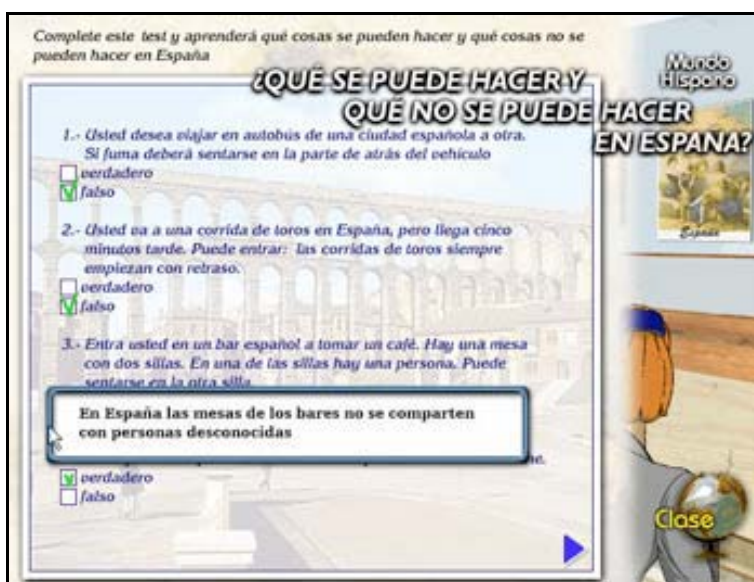 Complete este test y aprenderá qué cosas se pueden hacer y qué cosas no se
pueden hacer en España
Mundo
Hispano
¿QUÉ SE PUEDE HACER Y
QUÉ NO SE PUEDE HACER
EN ESPAÑA?
1.- Usted desea viajar en autobús de una ciudad española a otra.
Si fuma deberá sentarse en la parte de atrás del vehículo
verdadero
falso
2.- Usted va a una corrida de toros en España, pero llega cinco
minutos tarde. Puede entrar: las corridas de toros siempre
empiezan con retraso.
verdadero
falso
3.- Entra usted en un bar español a tomar un café. Hay una mesa
con dos sillas. En una de las sillas hay una persona. Puede
sentarse en la otra silla
En España las mesas de los bares no se comparten
con personas desconocidas
verdadero
falso
España
Clase